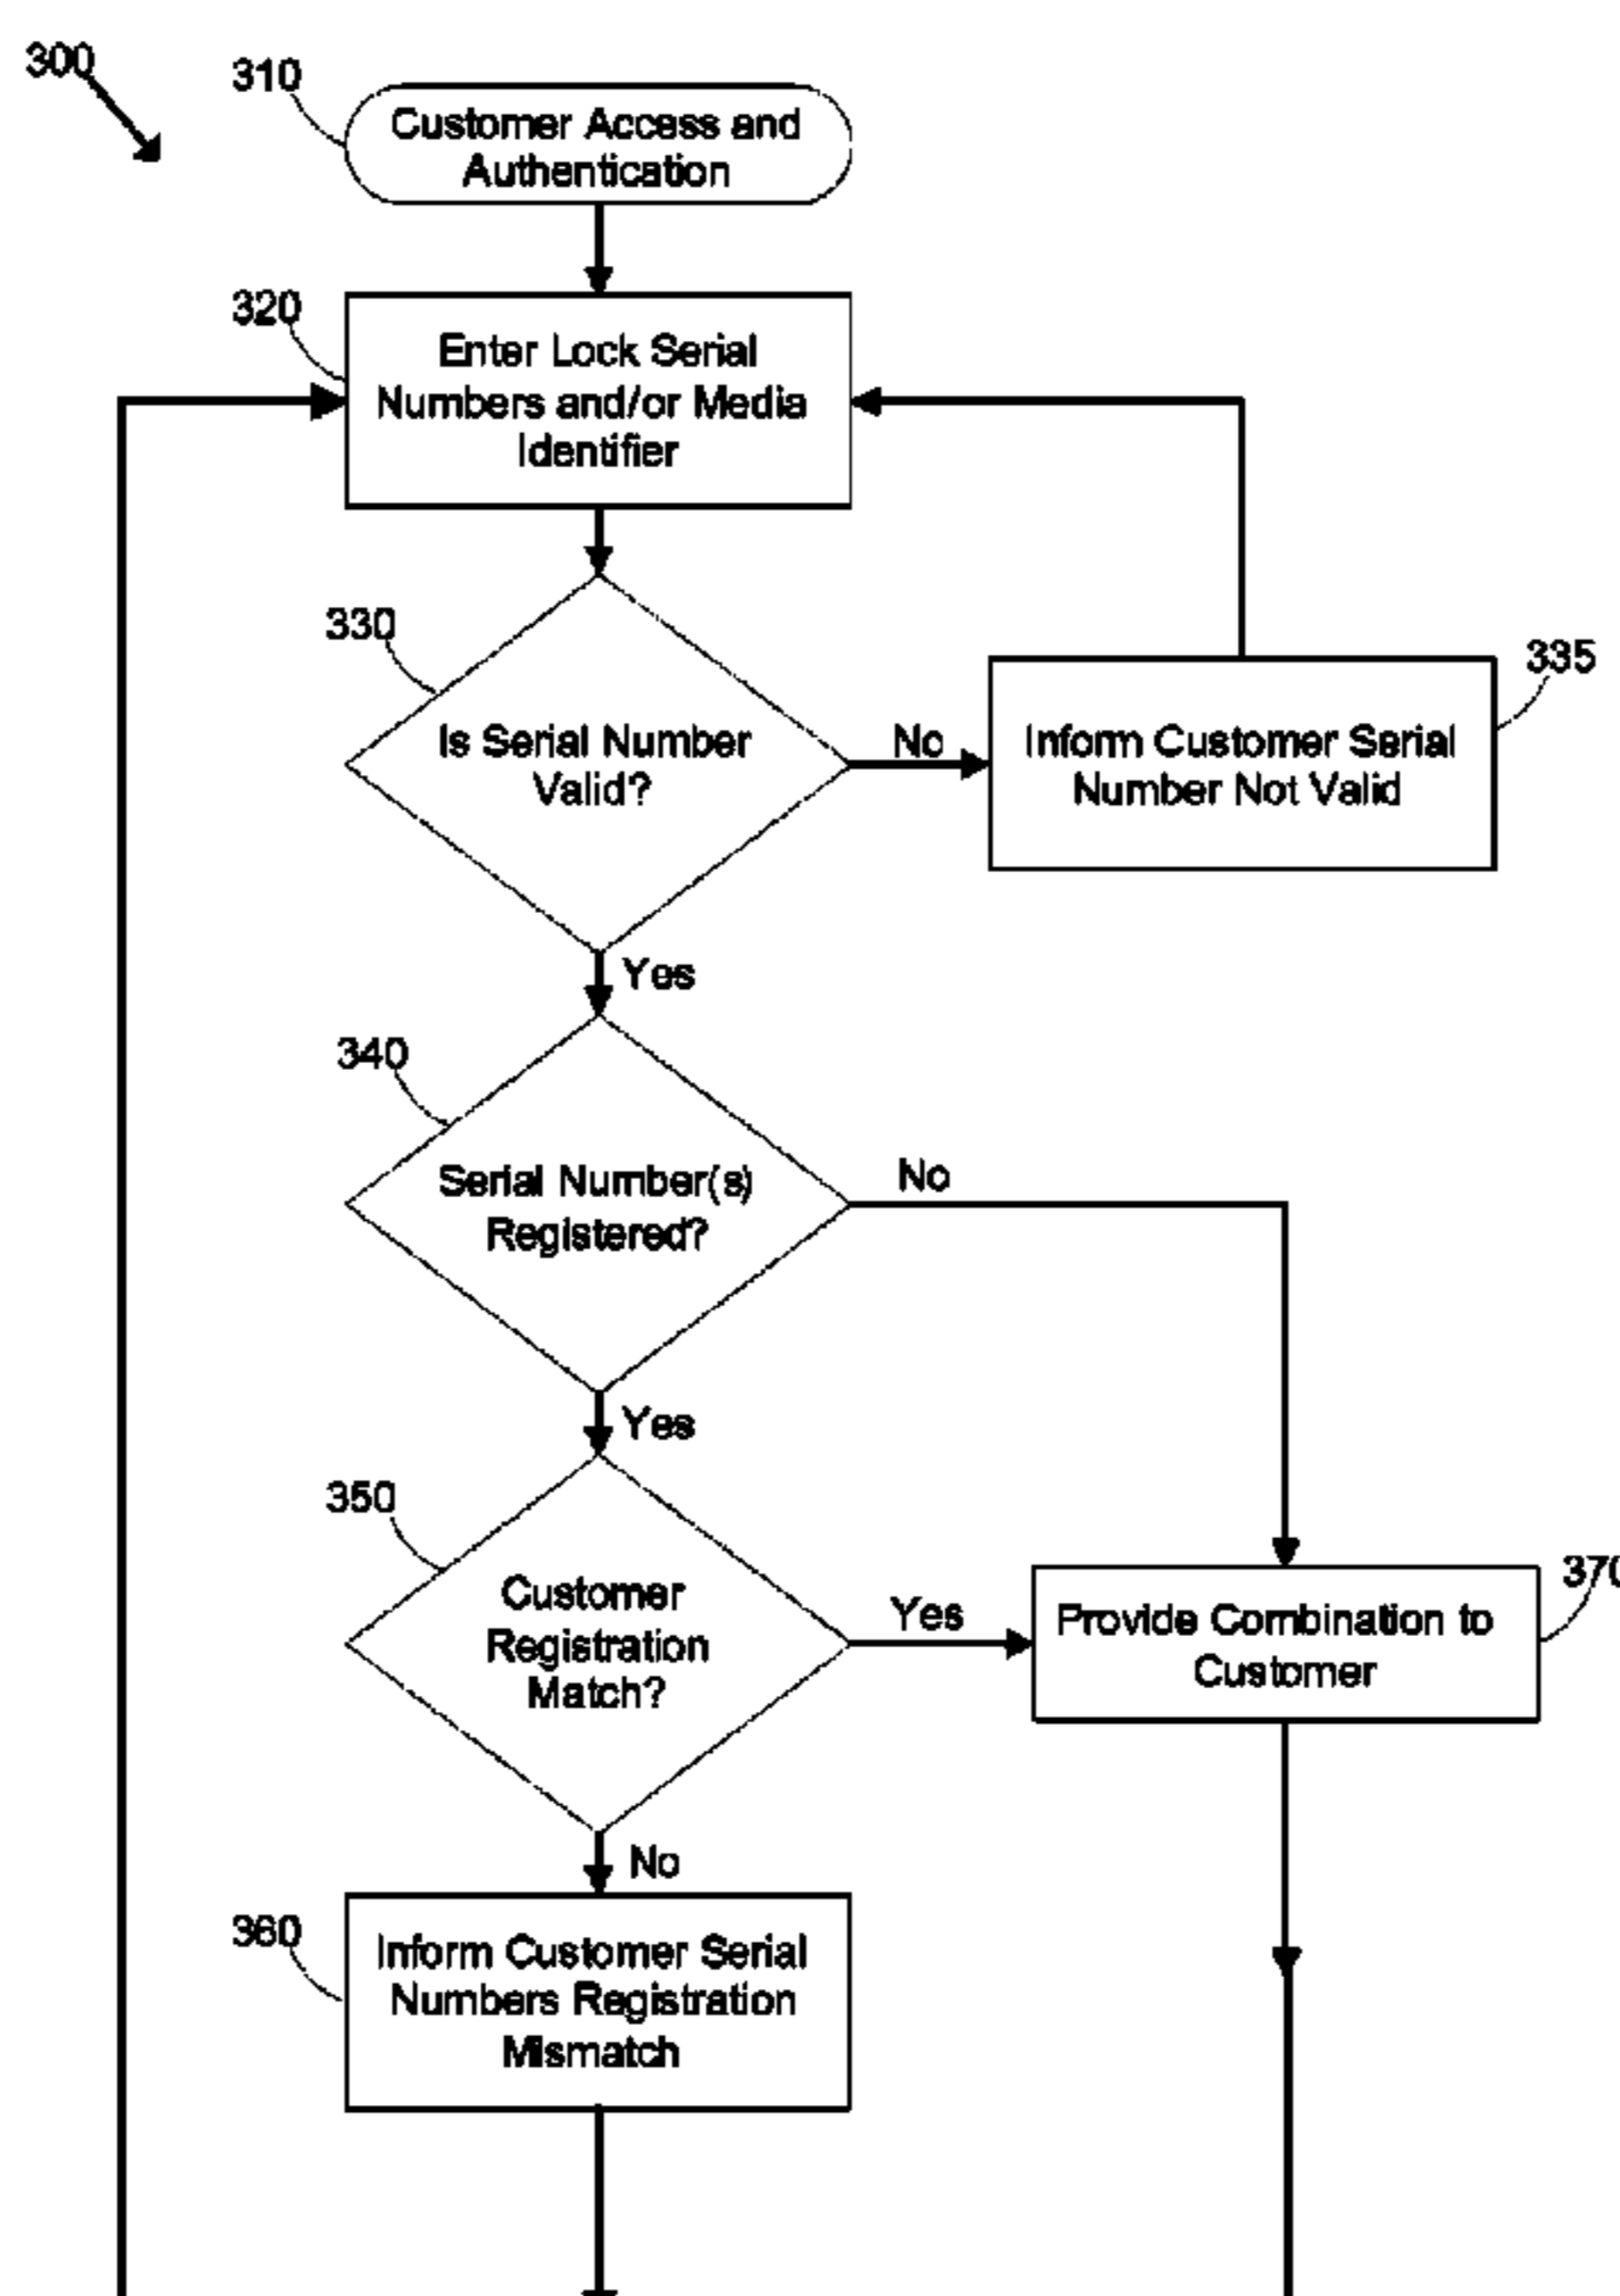 300
310
Customer Access and
Authentication
320
Enter Lock Serial
Numbers and/or Media
Identifier
330
Is Serial Number
Valid?
No
335
Inform Customer Serial
Number Not Valid
Yes
340
Serial Number(s)
Registered?
No
Yes
350
Customer
Registration
Match?
Yes
370
Provide Combination to
Customer
No
360
Inform Customer Serial
Numbers Registration
Mismatch